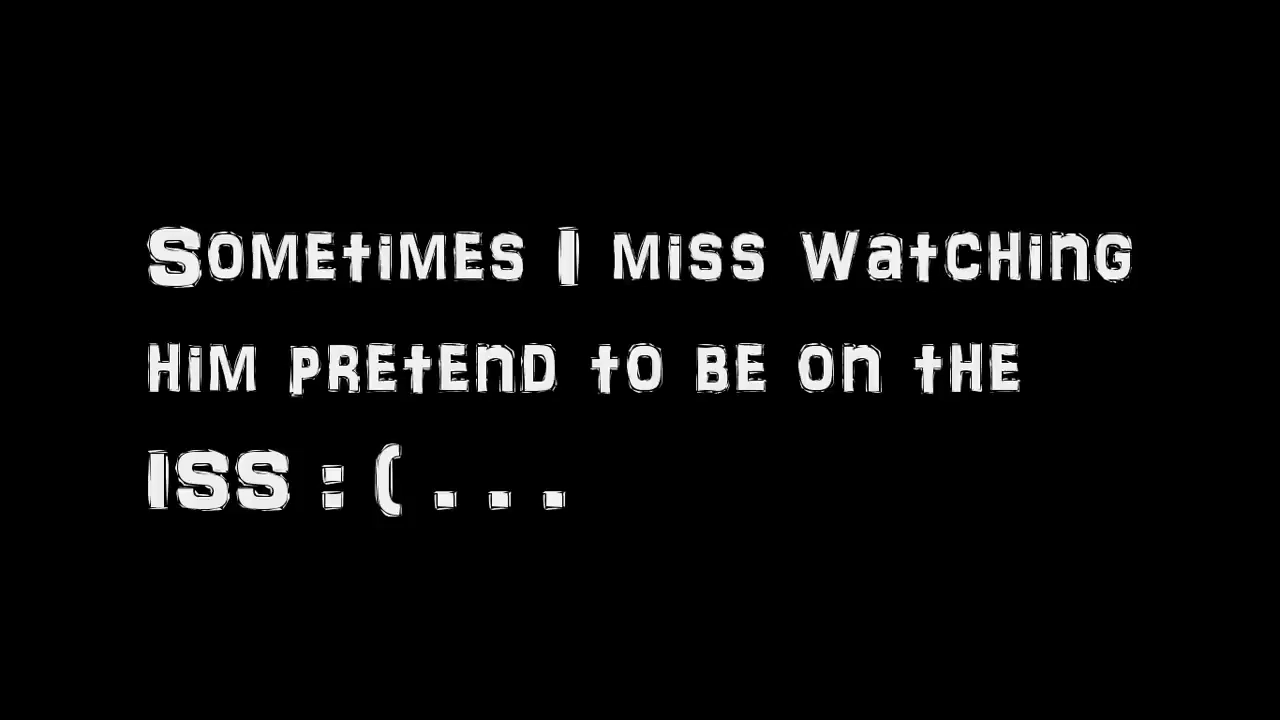 Sometimes I miss watching
him pretend to be on the
ISS :(...